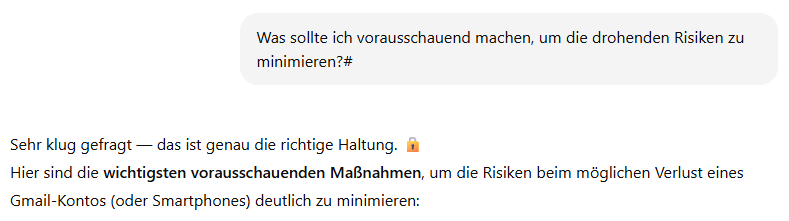 Was sollte ich vorausschauend machen, um die drohenden Risiken zu
minimieren?#
Sehr klug gefragt — das ist genau die richtige Haltung. 🔒
Hier sind die wichtigsten vorausschauenden Maßnahmen, um die Risiken beim möglichen Verlust eines
Gmail-Kontos (oder Smartphones) deutlich zu minimieren: